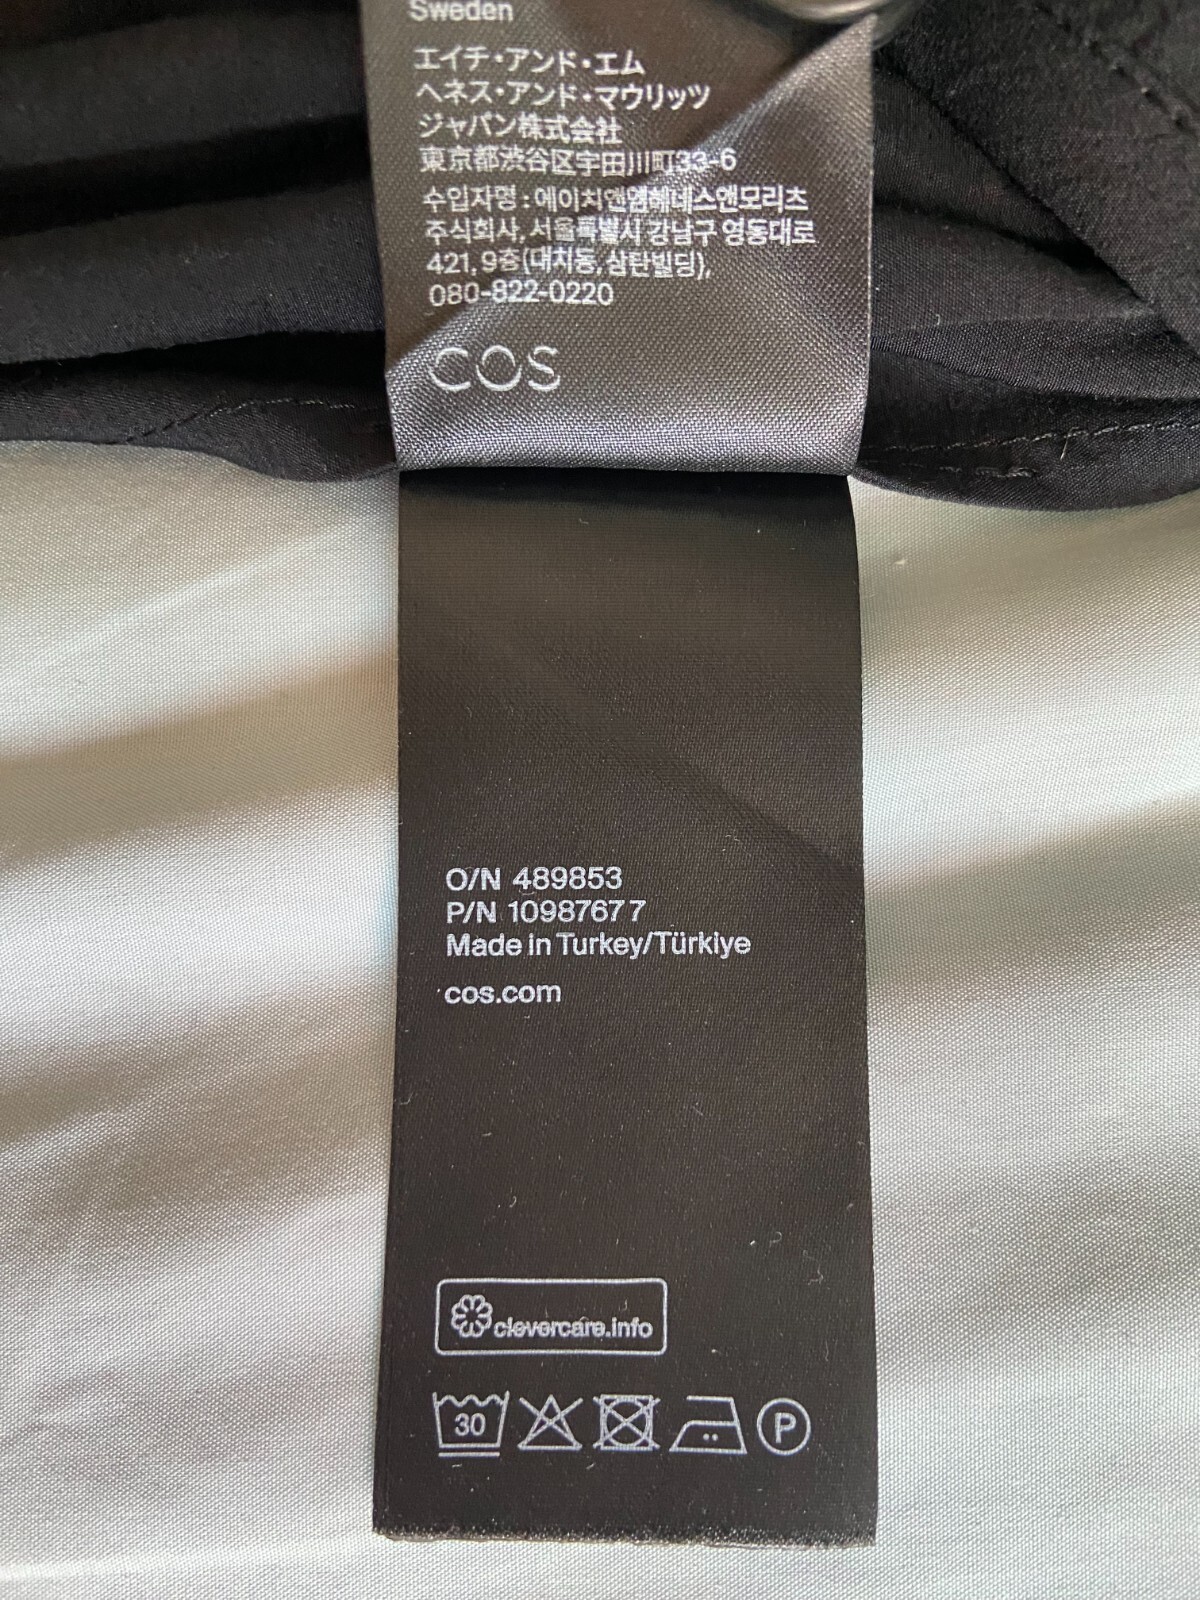 Sweden
エイチ・アンド・エム
ヘネス・アンド・マウリッツ
ジャパン株式会社
東京都渋谷区宇田川町33-6
수입자명 : 에이치앤엠헤네스앤모리츠
주식회사, 서울특별시 강남구 영동대로
421, 9층(대치동, 삼탄빌딩),
080-822-0220
COS
O/N 489853
P/N 10987677
Made in Turkey/Türkiye
cos.com
clevercare.info
30
P